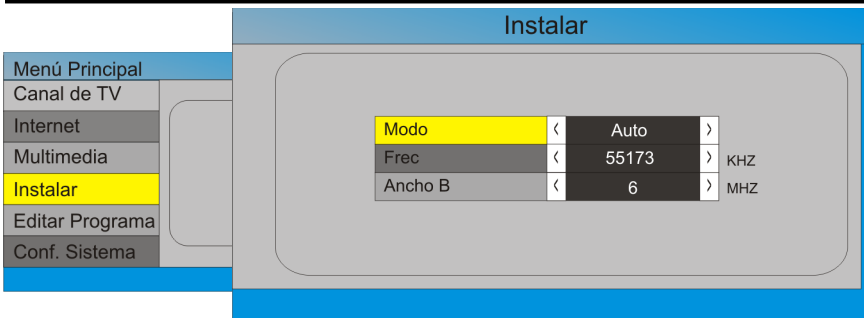 Instalar
Menú Principal
Canal de TV
Internet
Multimedia
Instalar
Editar Programa
Conf. Sistema
Modo < Auto >
Frec < 55173 > KHZ
Ancho B < 6 > MHZ